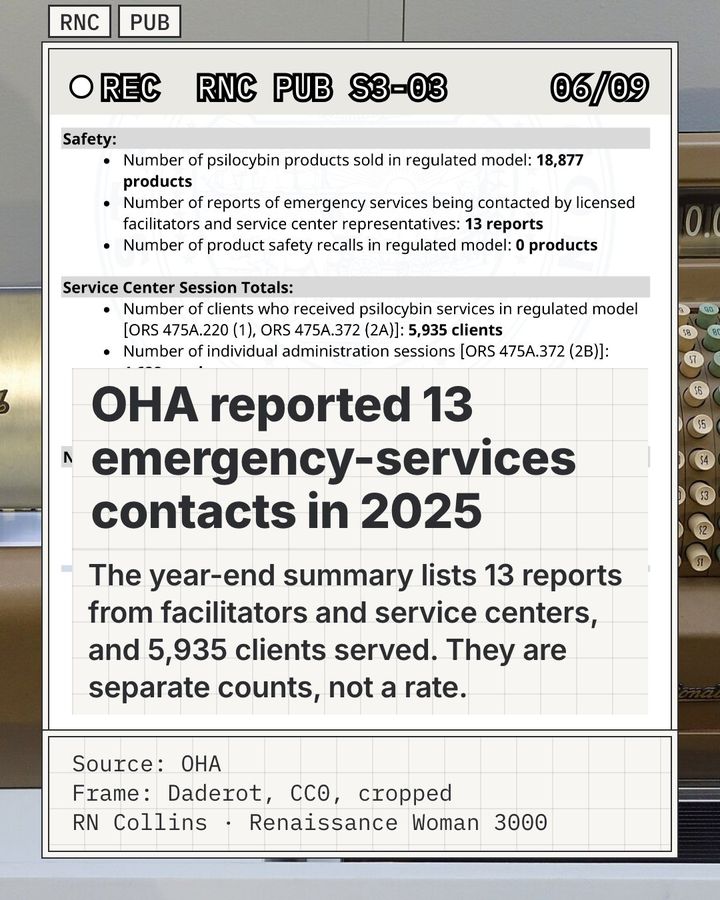 RNC PUB
REC RNC PUB S3-03 06/09
Safety:
• Number of psilocybin products sold in regulated model: 18,877
products
• Number of reports of emergency services being contacted by licensed
facilitators and service center representatives: 13 reports
• Number of product safety recalls in regulated model: 0 products
Service Center Session Totals:
• Number of clients who received psilocybin services in regulated model
[ORS 475A.220 (1), ORS 475A.372 (2A)]: 5,935 clients
• Number of individual administration sessions [ORS 475A.372 (2B)]:
OHA reported 13
emergency-services
contacts in 2025
The year-end summary lists 13 reports
from facilitators and service centers,
and 5,935 clients served. They are
separate counts, not a rate.
Source: OHA
Frame: Daderot, CC0, cropped
RN Collins · Renaissance Woman 3000